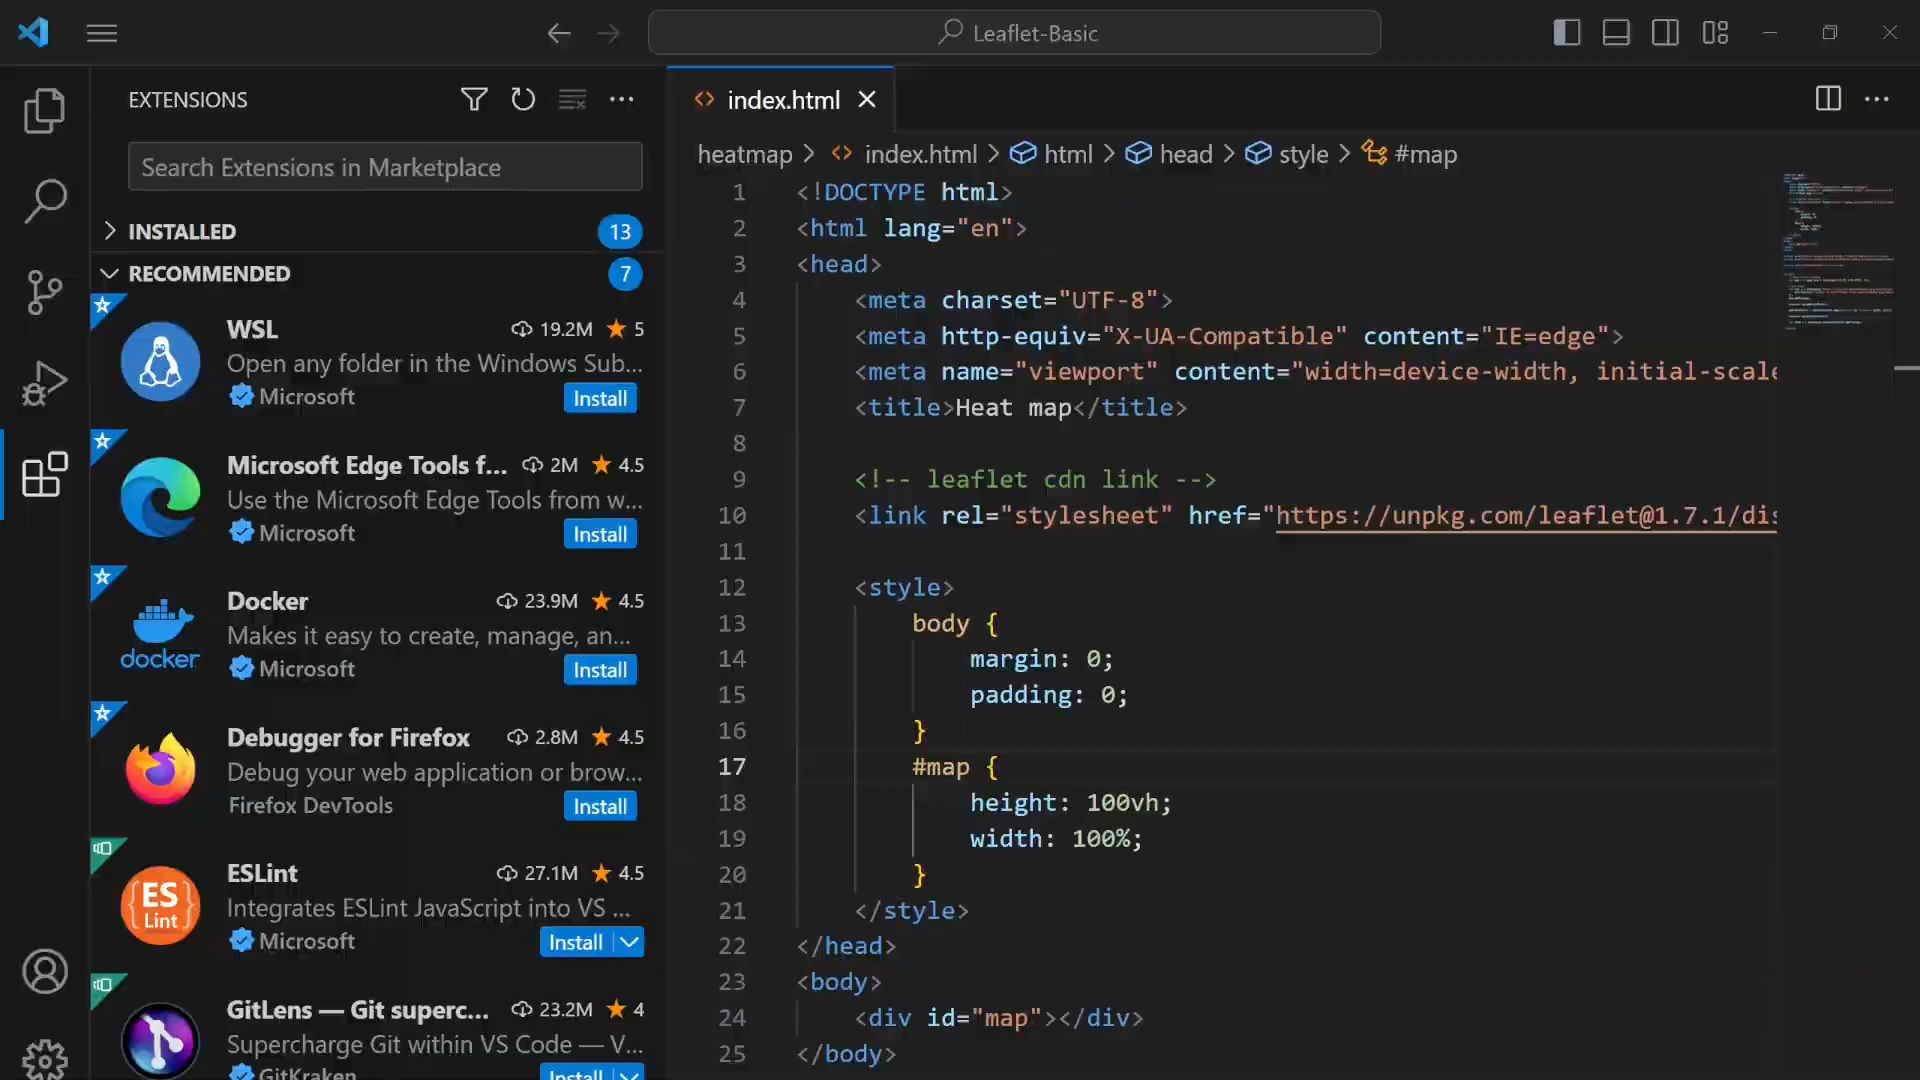 Leaflet-Basic
EXTENSIONS
Search Extensions in Marketplace
INSTALLED 13
RECOMMENDED 7
WSL 19.2M 5
Open any folder in the Windows Sub...
Microsoft Install
Microsoft Edge Tools f... 2M 4.5
Use the Microsoft Edge Tools from w...
Microsoft Install
docker
Docker 23.9M 4.5
Makes it easy to create, manage, an...
Microsoft Install
Debugger for Firefox 2.8M 4.5
Debug your web application or brow...
Firefox DevTools Install
{ES
Lint}
ESLint 27.1M 4.5
Integrates ESLint JavaScript into VS ...
Microsoft Install
GitLens — Git superc... 23.2M 4
Supercharge Git within VS Code — V...
GitKraken Install
index.html
heatmap > index.html > html > head > style > #map
1 <!DOCTYPE html>
2 <html lang="en">
3 <head>
4 <meta charset="UTF-8">
5 <meta http-equiv="X-UA-Compatible" content="IE=edge">
6 <meta name="viewport" content="width=device-width, initial-scale
7 <title>Heat map</title>
8
9 <!-- leaflet cdn link -->
10 <link rel="stylesheet" href="https://unpkg.com/leaflet@1.7.1/dis
11
12 <style>
13 body {
14 margin: 0;
15 padding: 0;
16 }
17 #map {
18 height: 100vh;
19 width: 100%;
20 }
21 </style>
22 </head>
23 <body>
24 <div id="map"></div>
25 </body>